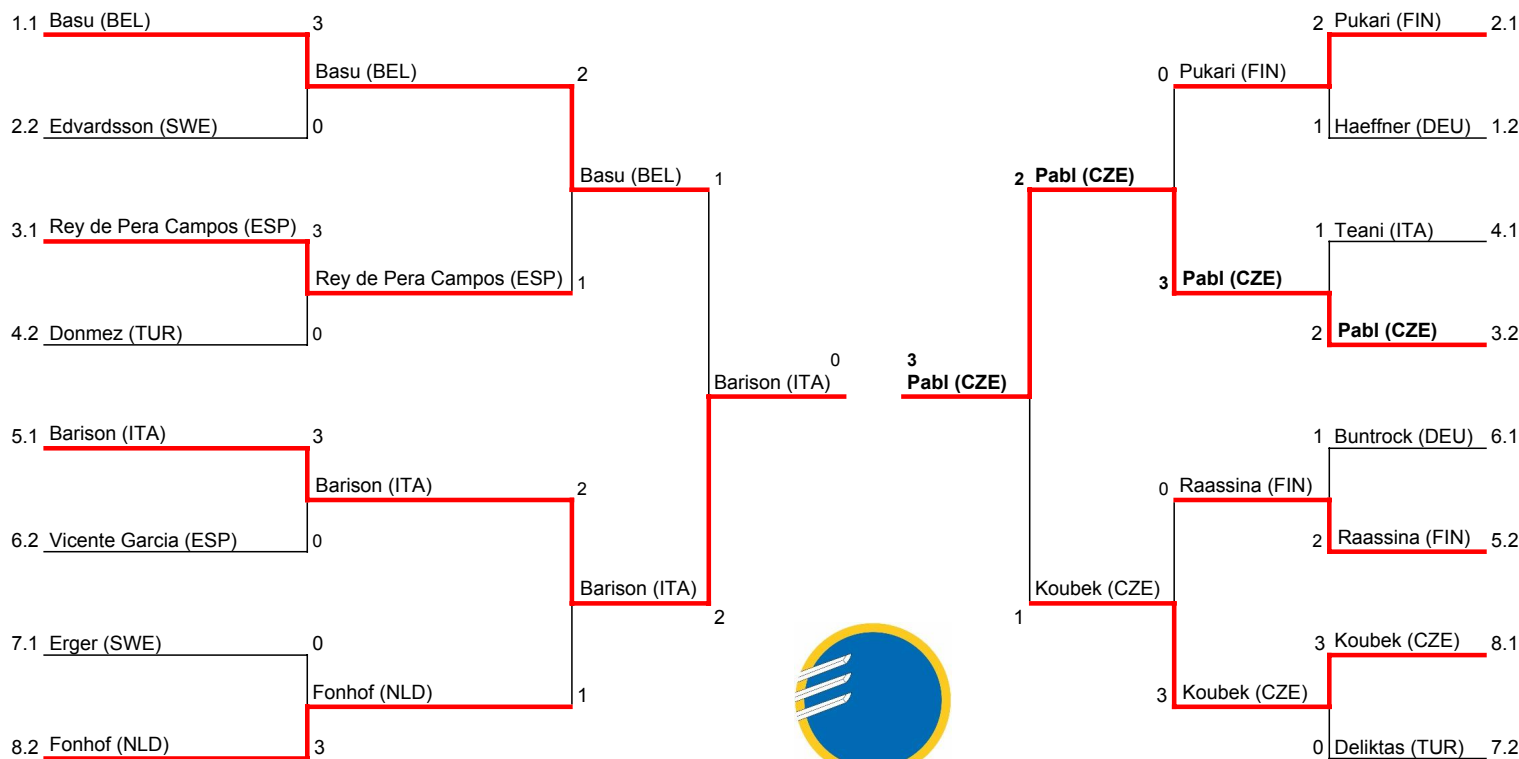 1.1 Basu (BEL) 3 2 Pukari (FIN) 2.1
Basu (BEL) 2 0 Pukari (FIN)
2.2 Edvardsson (SWE) 0 1 Haeffner (DEU) 1.2
Basu (BEL) 1 2 Pabl (CZE)
3.1 Rey de Pera Campos (ESP) 3 1 Teani (ITA) 4.1
Rey de Pera Campos (ESP) 1 3 Pabl (CZE)
4.2 Donmez (TUR) 0 2 Pabl (CZE) 3.2
0 3
Barison (ITA) Pabl (CZE)
5.1 Barison (ITA) 3 1 Buntrock (DEU) 6.1
Barison (ITA) 2 0 Raassina (FIN)
6.2 Vicente Garcia (ESP) 0 2 Raassina (FIN) 5.2
Barison (ITA) 2 1 Koubek (CZE)
7.1 Erger (SWE) 0 3 Koubek (CZE) 8.1
Fonhof (NLD) 1 3 Koubek (CZE)
8.2 Fonhof (NLD) 3 0 Deliktas (TUR) 7.2